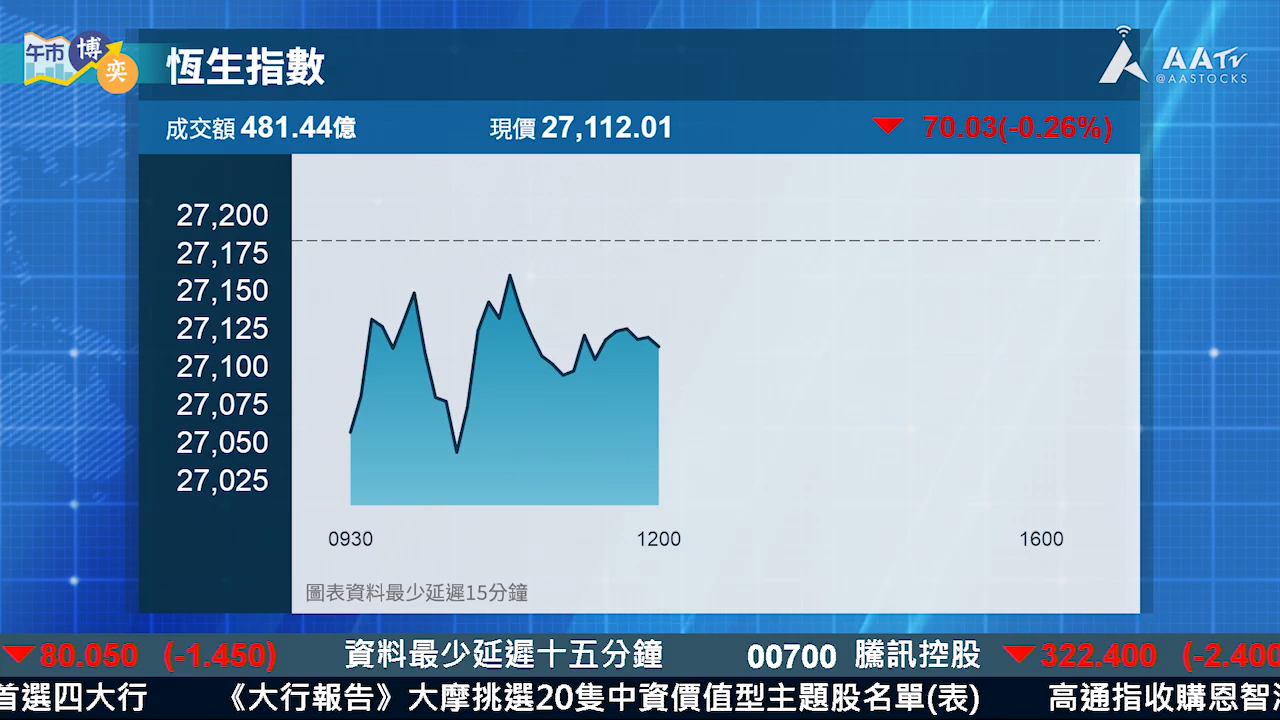 午市
博
奕
恆生指數
AATV
@AASTOCKS
成交額 481.44億
現價 27,112.01
70.03(-0.26%)
27,200
27,175
27,150
27,125
27,100
27,075
27,050
27,025
0930
1200
1600
圖表資料最少延遲15分鐘
80.050 (-1.450) 資料最少延遲十五分鐘 00700 騰訊控股 322.400 (-2.400
首選四大行 《大行報告》大摩挑選20隻中資價值型主題股名單(表) 高通指收購恩智